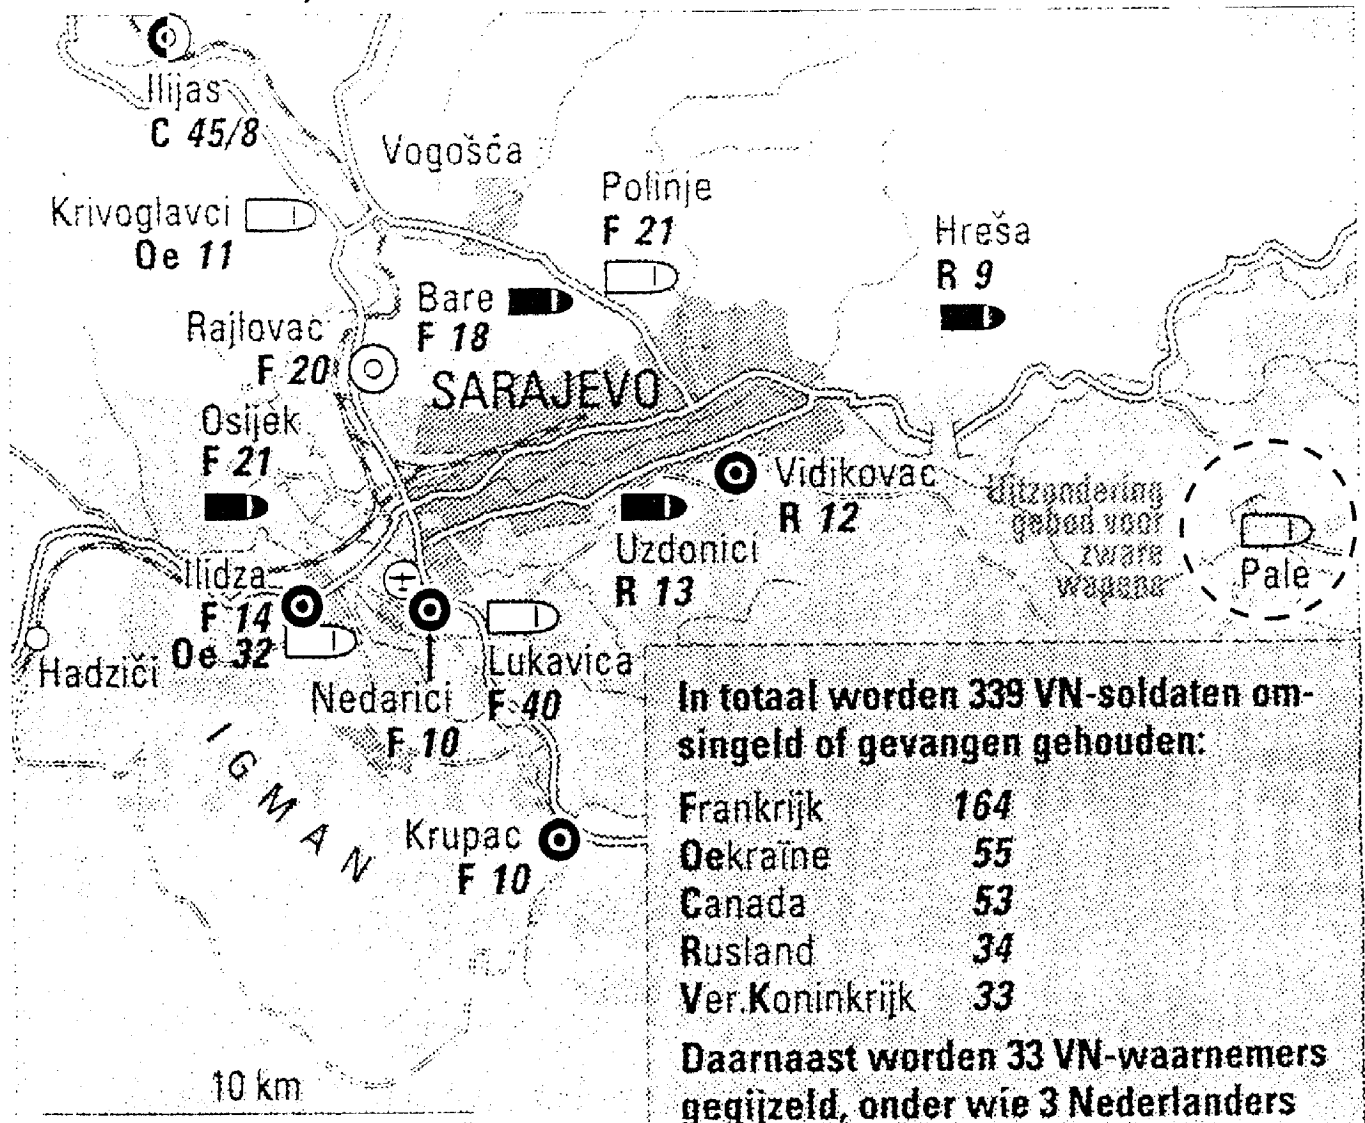 Ilijas
C 45/8
Vogošća
Krivoglavci
Oe 11
Polinje
F 21
Hreša
R 9
Bare
F 18
Rajlovac
F 20
SARAJEVO
Osijek
F 21
Vidikovac
R 12
Uitzondering
gebod voor
zware
wagens
Pale
Uzdonici
R 13
Ilidza
F 14
Oe 32
Hadziči
Nedarici
F 10
Lukavica
F 40
IGMAN
Krupac
F 10
10 km
In totaal worden 339 VN-soldaten om-
singeld of gevangen gehouden:
Frankrijk 164
Oekraïne 55
Canada 53
Rusland 34
Ver.Koninkrijk 33
Daarnaast worden 33 VN-waarnemers
gegijzeld, onder wie 3 Nederlanders